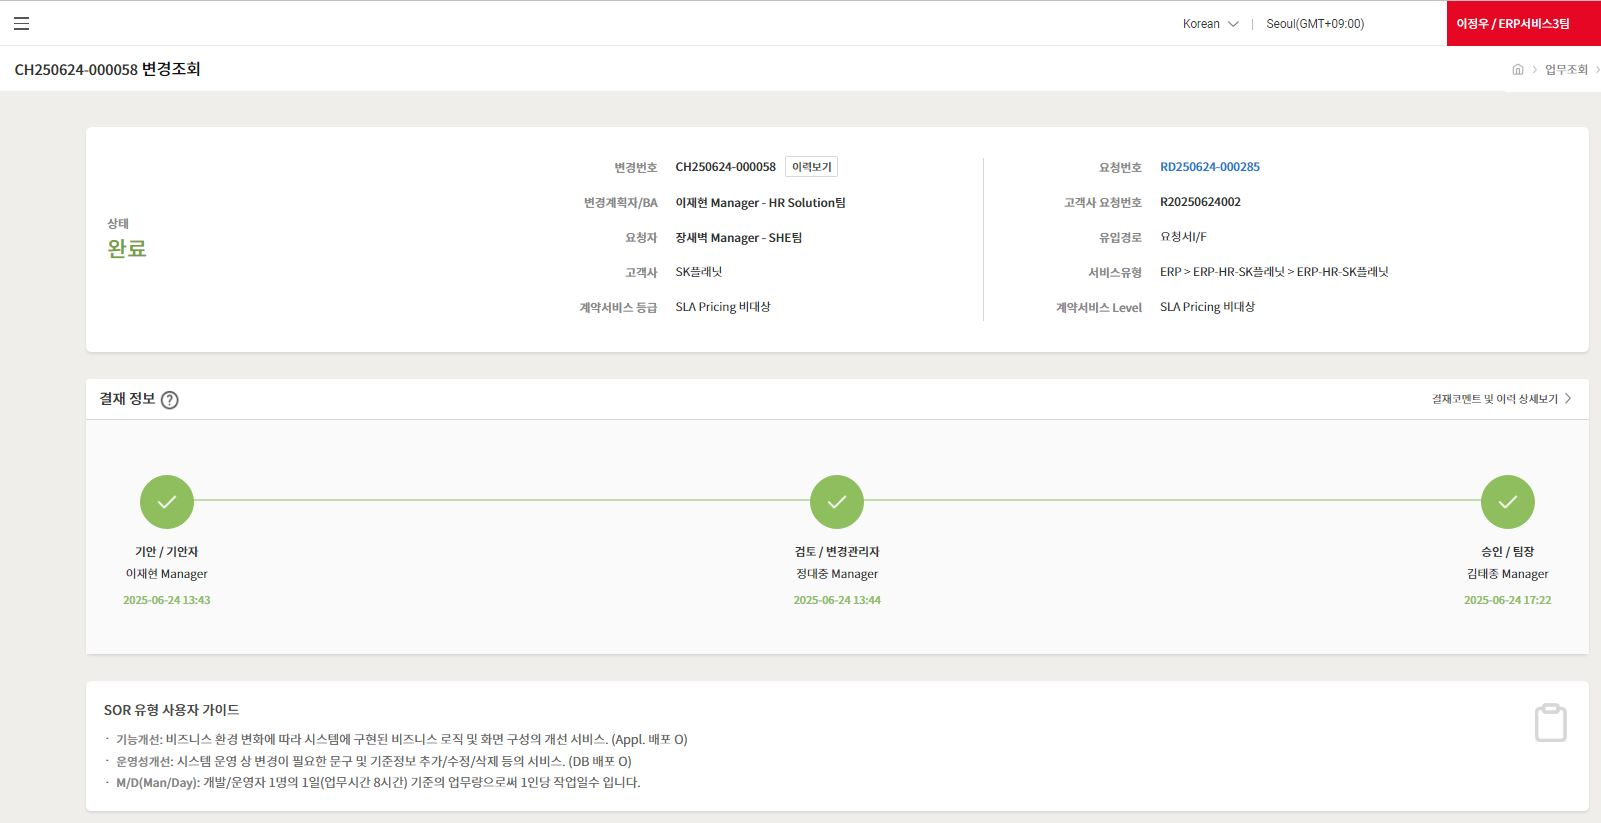 Korean | Seoul(GMT+09:00) 이정우 / ERP서비스3팀
CH250624-000058 변경조회
> 업무조회 >
변경번호 CH250624-000058 이력보기
요청번호 RD250624-000285
변경계획자/BA 이재현 Manager - HR Solution팀
고객사 요청번호 R20250624002
상태
완료
요청자 장새벽 Manager - SHE팀
유입경로 요청서I/F
고객사 SK플래닛
서비스유형 ERP > ERP-HR-SK플래닛 > ERP-HR-SK플래닛
계약서비스 등급 SLA Pricing 비대상
계약서비스 Level SLA Pricing 비대상
결재 정보 ?
결재코멘트 및 이력 상세보기 >
기안 / 기안자
이재현 Manager
2025-06-24 13:43
검토 / 변경관리자
정대중 Manager
2025-06-24 13:44
승인 / 팀장
김태종 Manager
2025-06-24 17:22
SOR 유형 사용자 가이드
· 기능개선: 비즈니스 환경 변화에 따라 시스템에 구현된 비즈니스 로직 및 화면 구성의 개선 서비스. (Appl. 배포 O)
· 운영성개선: 시스템 운영 상 변경이 필요한 문구 및 기준정보 추가/수정/삭제 등의 서비스. (DB 배포 O)
· M/D(Man/Day): 개발/운영자 1명의 1일(업무시간 8시간) 기준의 업무량으로써 1인당 작업일수 입니다.